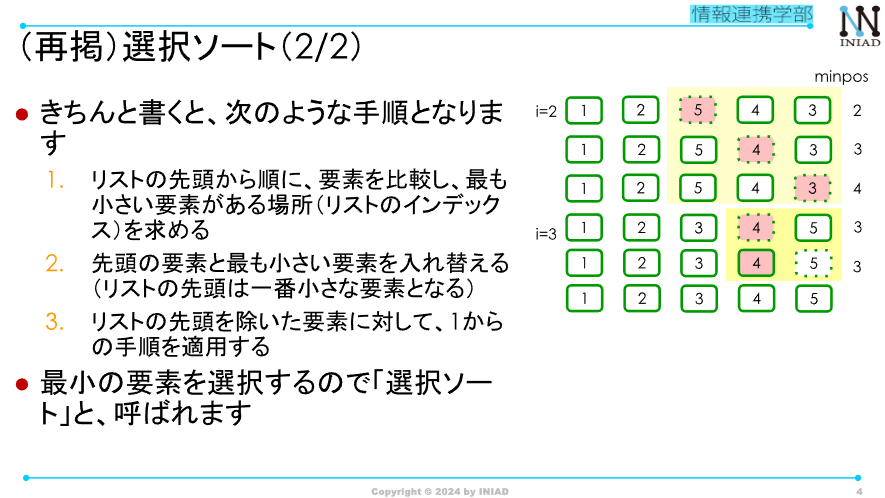 情報連携学部
INIAD
（再掲）選択ソート（2/2）
● きちんと書くと、次のような手順となりま
す
1. リストの先頭から順に、要素を比較し、最も
小さい要素がある場所（リストのインデック
ス）を求める
2. 先頭の要素と最も小さい要素を入れ替える
（リストの先頭は一番小さな要素となる）
3. リストの先頭を除いた要素に対して、1から
の手順を適用する
● 最小の要素を選択するので「選択ソー
ト」と、呼ばれます
minpos
i=2 1 2 5 4 3 2
1 2 5 4 3 3
1 2 5 4 3 4
i=3 1 2 3 4 5 3
1 2 3 4 5 3
1 2 3 4 5
Copyright © 2024 by INIAD
4